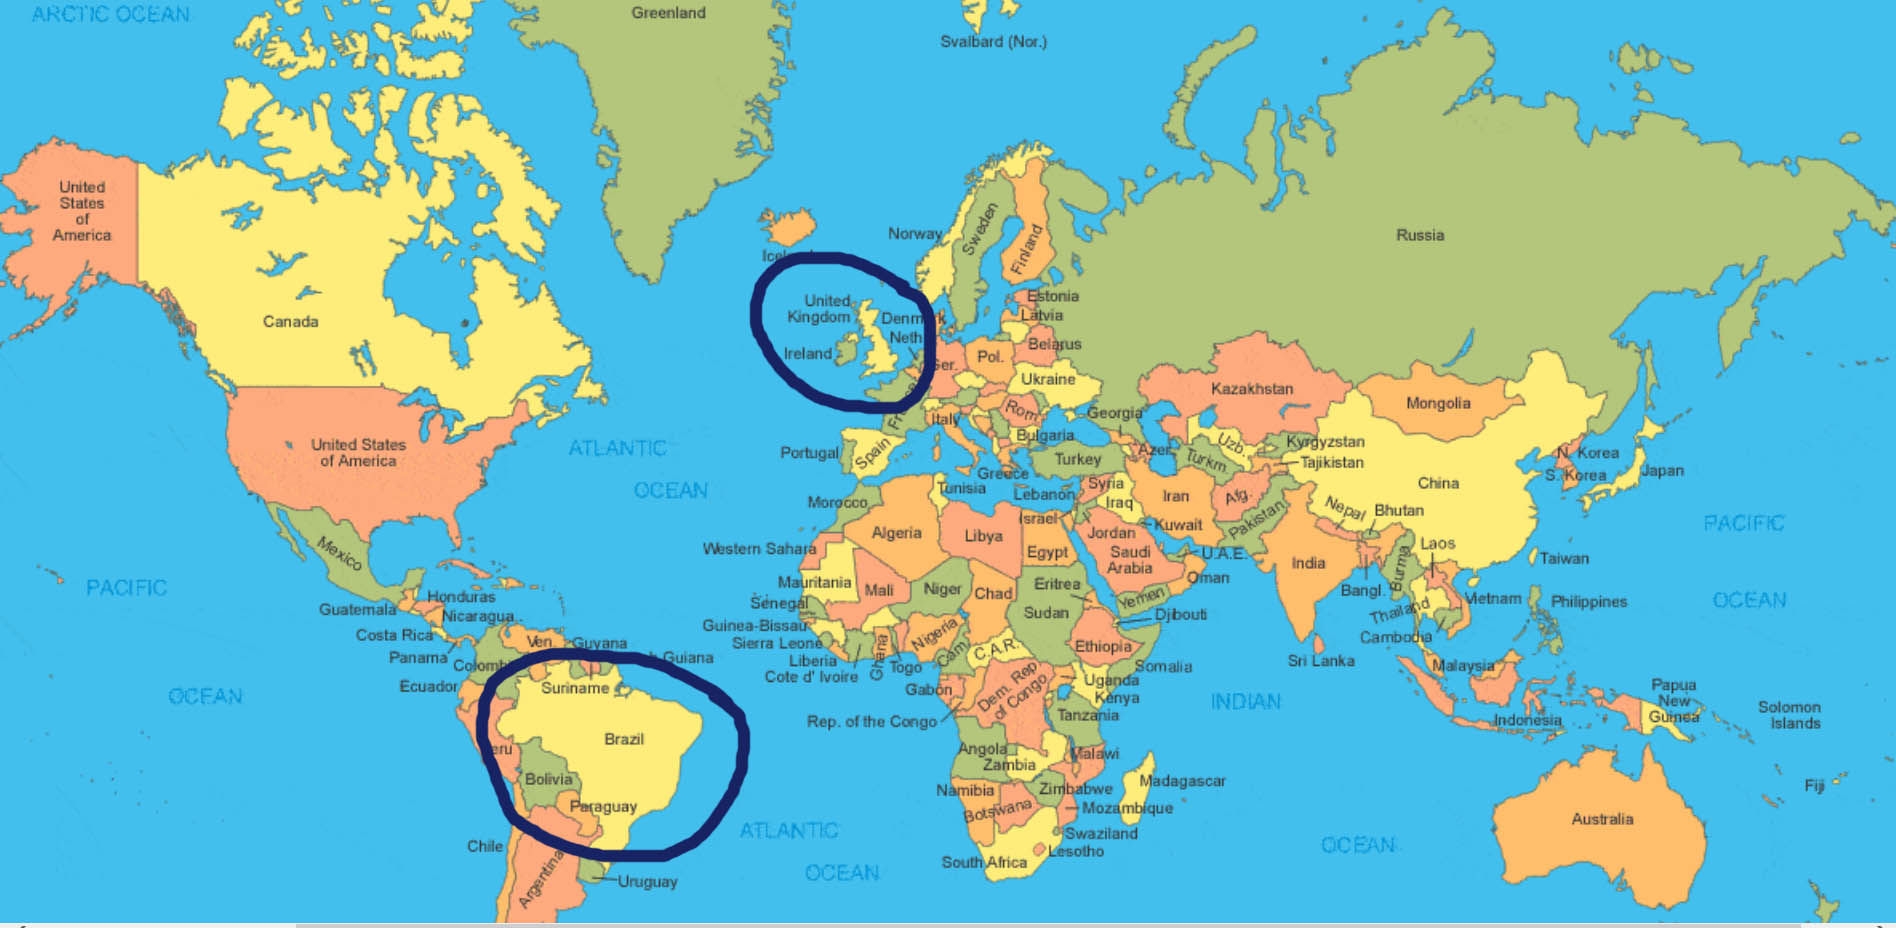 ARCTIC OCEAN
Greenland
Svalbard (Nor.)
United
States
of
America
Canada
Norway
Sweden
Finland
Russia
United
Kingdom
Ireland
Estonia
Latvia
Belarus
Neth
Pol.
Ukraine
Kazakhstan
Mongolia
United States
of America
ATLANTIC
OCEAN
Portugal
Spain
Italy
Rom.
Bulgaria
Georgia
Greece
Turkey
Azer.
Uzb.
Turkm.
Kyrgyzstan
Tajikistan
N. Korea
S. Korea
Japan
China
Morocco
Tunisia
Lebanon
Syria
Iraq
Iran
Afg.
Pakistan
Nepal
Bhutan
Israel
Jordan
Kuwait
Algeria
Libya
Egypt
Saudi
Arabia
U.A.E.
Oman
India
Laos
Taiwan
PACIFIC
OCEAN
Mexico
PACIFIC
OCEAN
Western Sahara
Mauritania
Mali
Niger
Chad
Eritrea
Sudan
Yemen
Djibouti
Bangl.
Burma
Thailand
Vietnam
Philippines
Cambodia
Guatemala
Honduras
Nicaragua
Costa Rica
Panama
Ven
Guyana
Senegal
Guinea-Bissau
Sierra Leone
Liberia
Cote d' Ivoire
Ghana
Togo
Nigeria
Cam.
C.A.R.
Ethiopia
Somalia
Sri Lanka
Malaysia
Ecuador
Suriname
Guiana
Gabon
Dem. Rep
of Congo
Uganda
Kenya
Rep. of the Congo
Tanzania
INDIAN
OCEAN
Indonesia
Papua
New
Guinea
Solomon
Islands
Brazil
Bolivia
Paraguay
Angola
Zambia
Malawi
Madagascar
Namibia
Botswana
Zimbabwe
Mozambique
Swaziland
Lesotho
South Africa
ATLANTIC
OCEAN
Chile
Argentina
Uruguay
Australia
Fiji